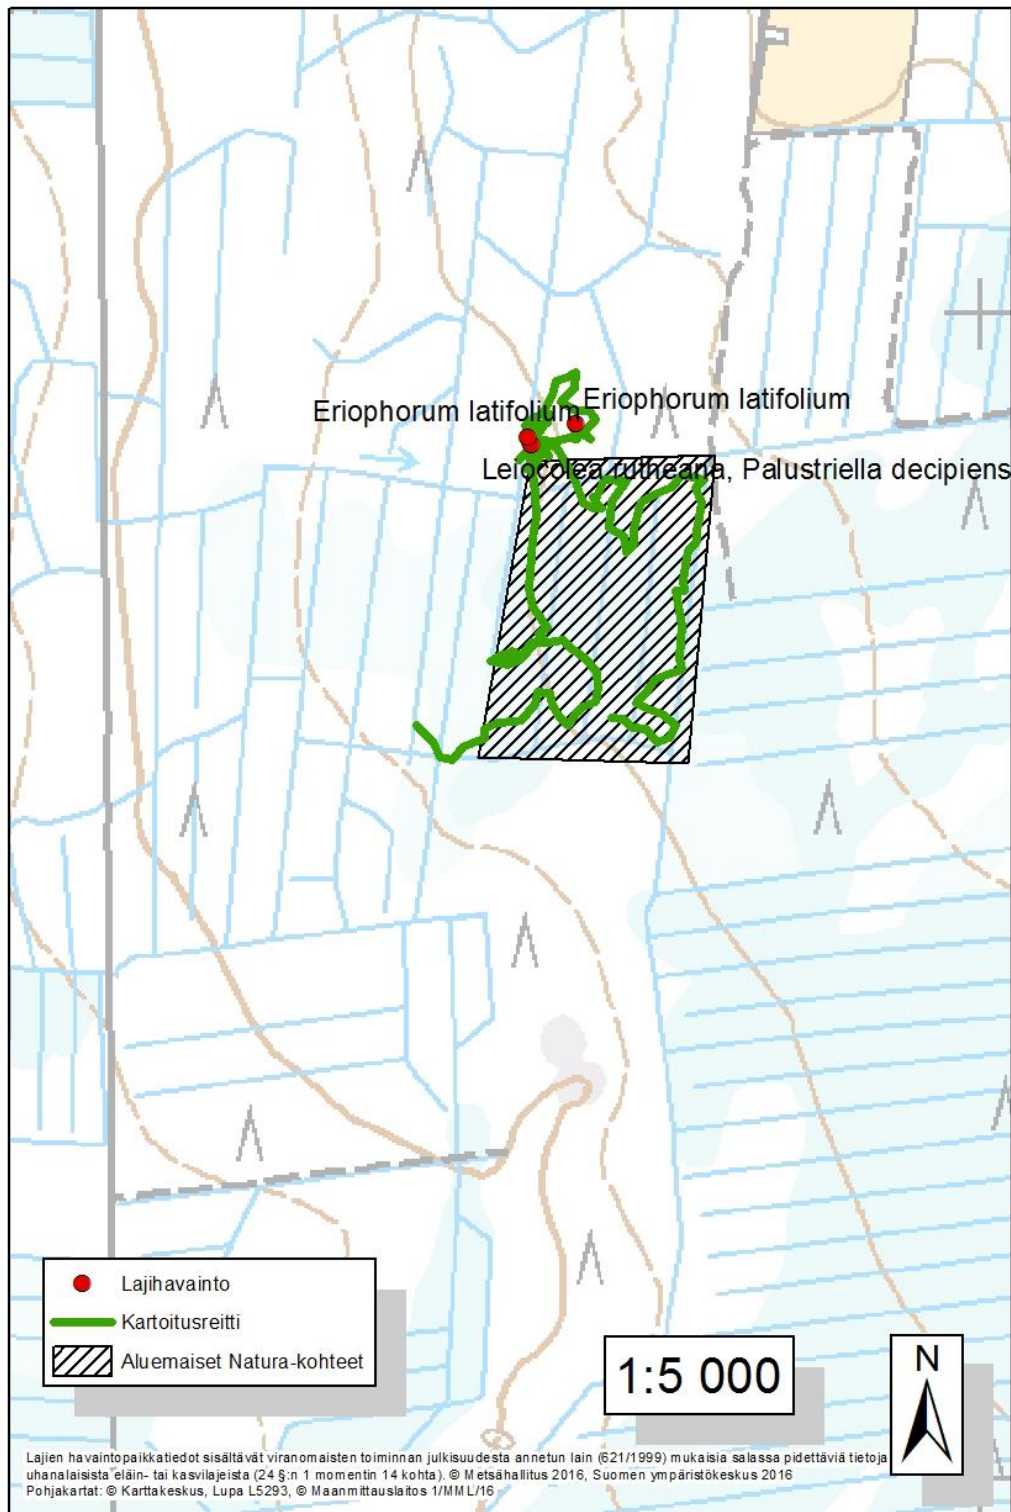 Eriophorum latifolium
Eriophorum latifolium
Leiocolea rutheana, Palustriella decipiens
Lajihavainto
Kartoitusreitti
Aluemaiset Natura-kohteet
1:5 000
N
Lajien havaintopaikkatiedot sisältävät viranomaisten toiminnan julkisuudesta annetun lain (621/1999) mukaisia salassa pidettäviä tietoja
uhanalaisista eläin- tai kasvilajeista (24 §:n 1 momentin 14 kohta). © Metsähallitus 2016, Suomen ympäristökeskus 2016
Pohjakartat: © Karttakeskus, Lupa L5293, © Maanmittauslaitos 1/MML/16